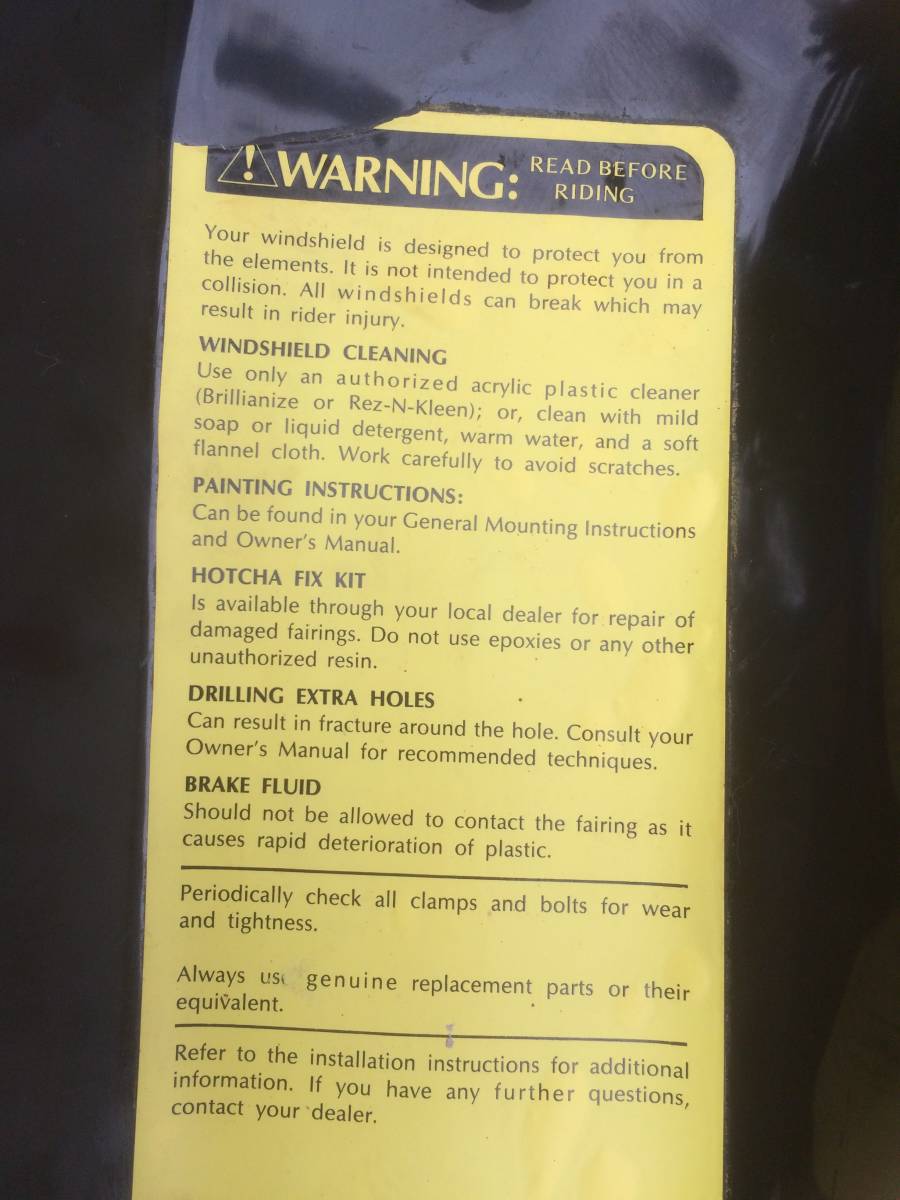 WARNING: READ BEFORE
RIDING
Your windshield is designed to protect you from
the elements. It is not intended to protect you in a
collision. All windshields can break which may
result in rider injury.
WINDSHIELD CLEANING
Use only an authorized acrylic plastic cleaner
(Brillianize or Rez-N-Kleen); or, clean with mild
soap or liquid detergent, warm water, and a soft
flannel cloth. Work carefully to avoid scratches.
PAINTING INSTRUCTIONS:
Can be found in your General Mounting Instructions
and Owner's Manual.
HOTCHA FIX KIT
Is available through your local dealer for repair of
damaged fairings. Do not use epoxies or any other
unauthorized resin.
DRILLING EXTRA HOLES
Can result in fracture around the hole. Consult your
Owner's Manual for recommended techniques.
BRAKE FLUID
Should not be allowed to contact the fairing as it
causes rapid deterioration of plastic.
Periodically check all clamps and bolts for wear
and tightness.
Always use genuine replacement parts or their
equivalent.
Refer to the installation instructions for additional
information. If you have any further questions,
contact your dealer.